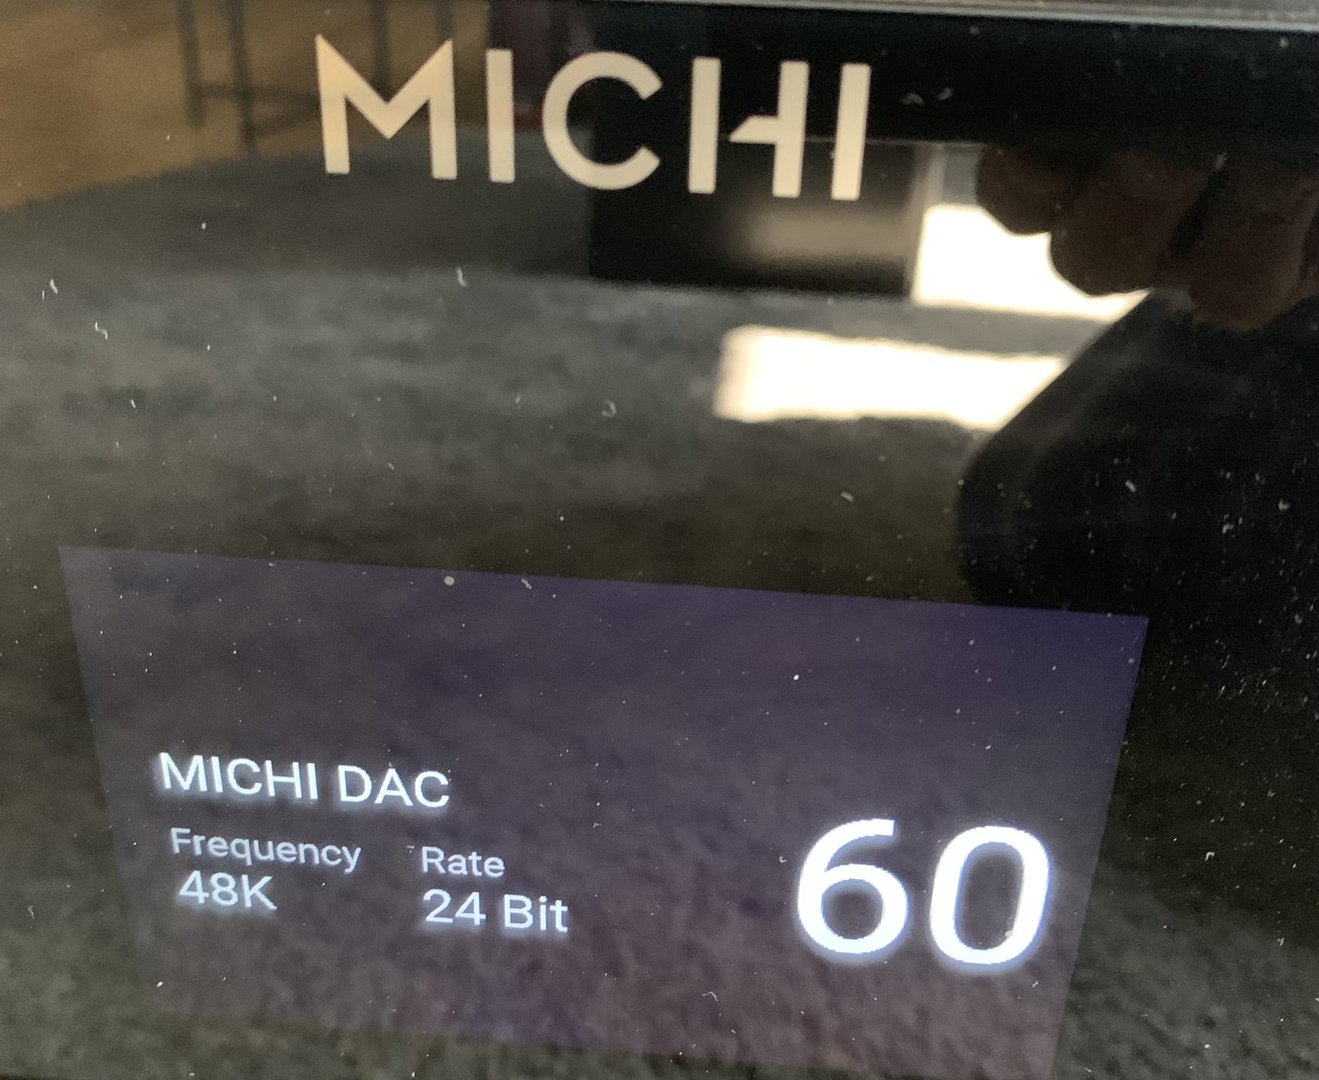 MICHI
MICHI DAC
Frequency Rate
48K 24 Bit
60